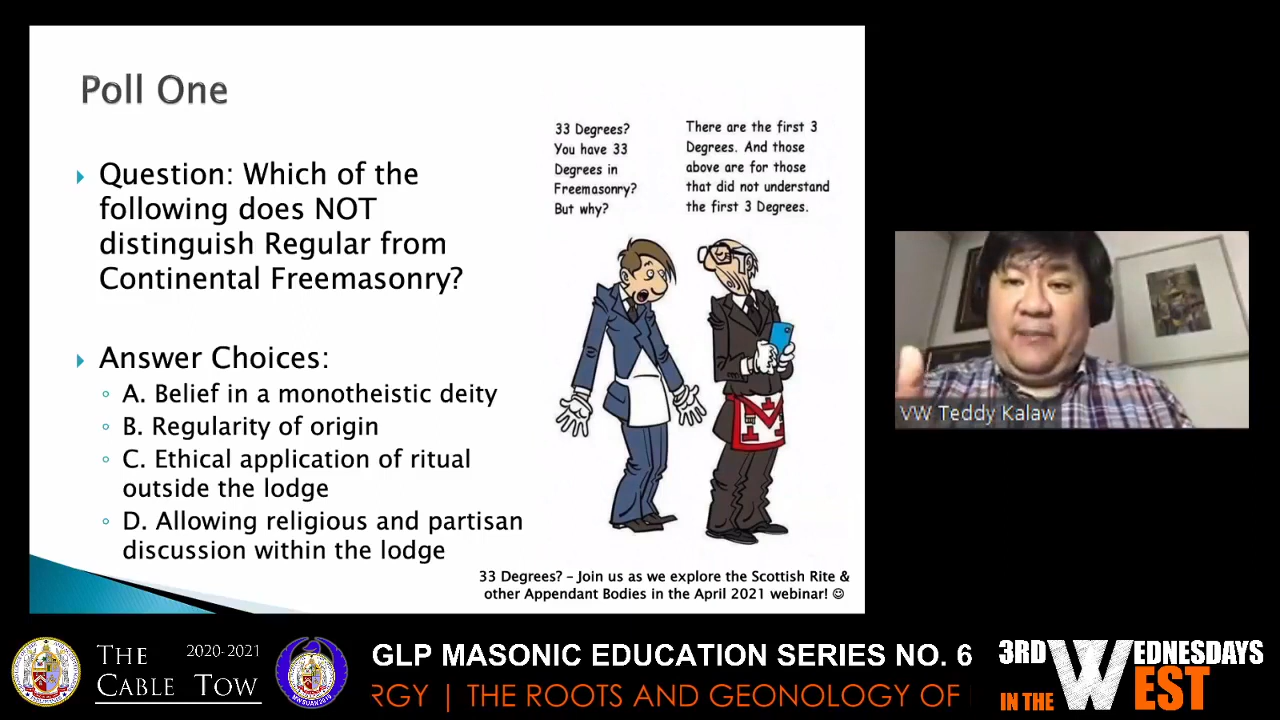 Poll One
Question: Which of the
following does NOT
distinguish Regular from
Continental Freemasonry?
Answer Choices:
A. Belief in a monotheistic deity
B. Regularity of origin
C. Ethical application of ritual
outside the lodge
D. Allowing religious and partisan
discussion within the lodge
33 Degrees?
You have 33
Degrees in
Freemasonry?
But why?
There are the first 3
Degrees. And those
above are for those
that did not understand
the first 3 Degrees.
33 Degrees? – Join us as we explore the Scottish Rite &
other Appendant Bodies in the April 2021 webinar! ☺
VW Teddy Kalaw
THE 2020-2021
CABLE TOW
GLP MASONIC EDUCATION SERIES NO. 6
RGY | THE ROOTS AND GEONOLOGY OF
3RD WEDNESDAYS
IN THE WEST